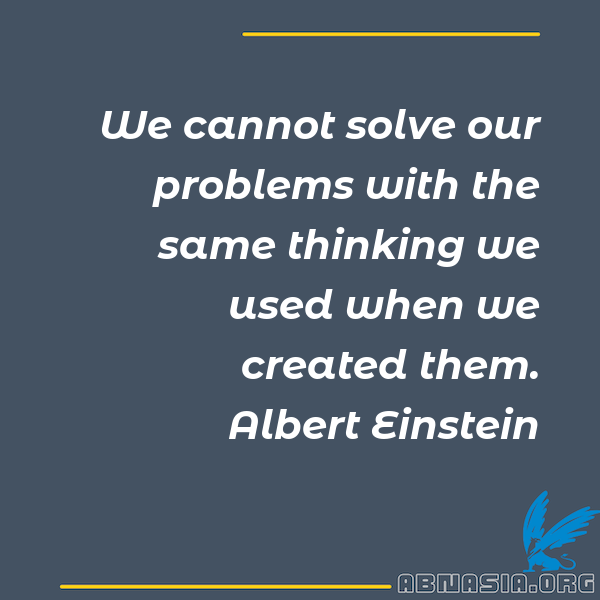 We cannot solve our
problems with the
same thinking we
used when we
created them.
Albert Einstein
ABNASIA.ORG